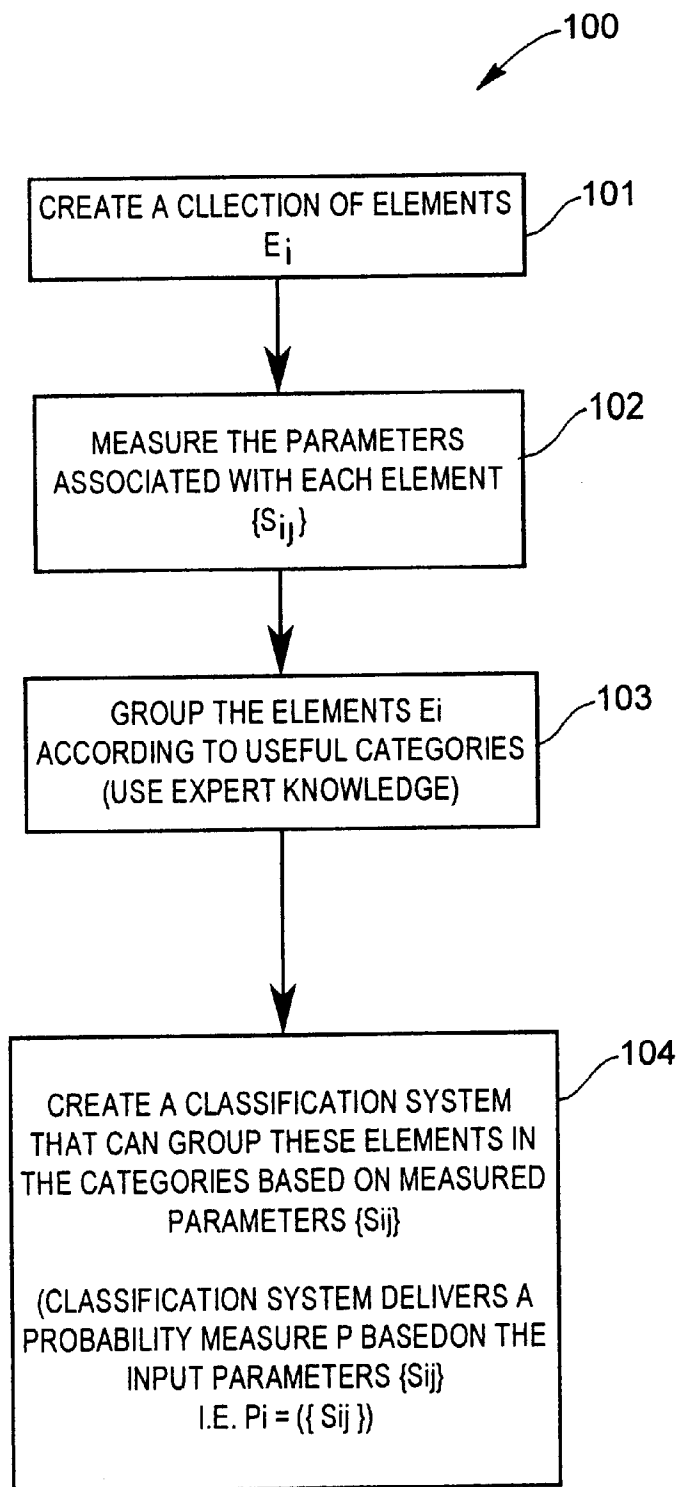 100
CREATE A CLLECTION OF ELEMENTS
Ei
101
MEASURE THE PARAMETERS
ASSOCIATED WITH EACH ELEMENT
{Sij}
102
GROUP THE ELEMENTS Ei
ACCORDING TO USEFUL CATEGORIES
(USE EXPERT KNOWLEDGE)
103
CREATE A CLASSIFICATION SYSTEM
THAT CAN GROUP THESE ELEMENTS IN
THE CATEGORIES BASED ON MEASURED
PARAMETERS {Sij}
(CLASSIFICATION SYSTEM DELIVERS A
PROBABILITY MEASURE P BASEDON THE
INPUT PARAMETERS {Sij}
I.E. Pi = ({ Sij })
104